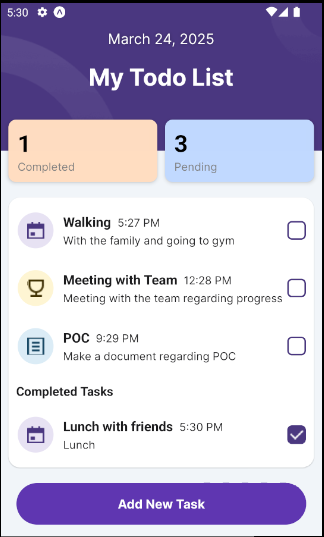 5:30
March 24, 2025
My Todo List
1
Completed
3
Pending
Walking 5:27 PM
With the family and going to gym
Meeting with Team 12:28 PM
Meeting with the team regarding progress
POC 9:29 PM
Make a document regarding POC
Completed Tasks
Lunch with friends 5:30 PM
Lunch
Add New Task